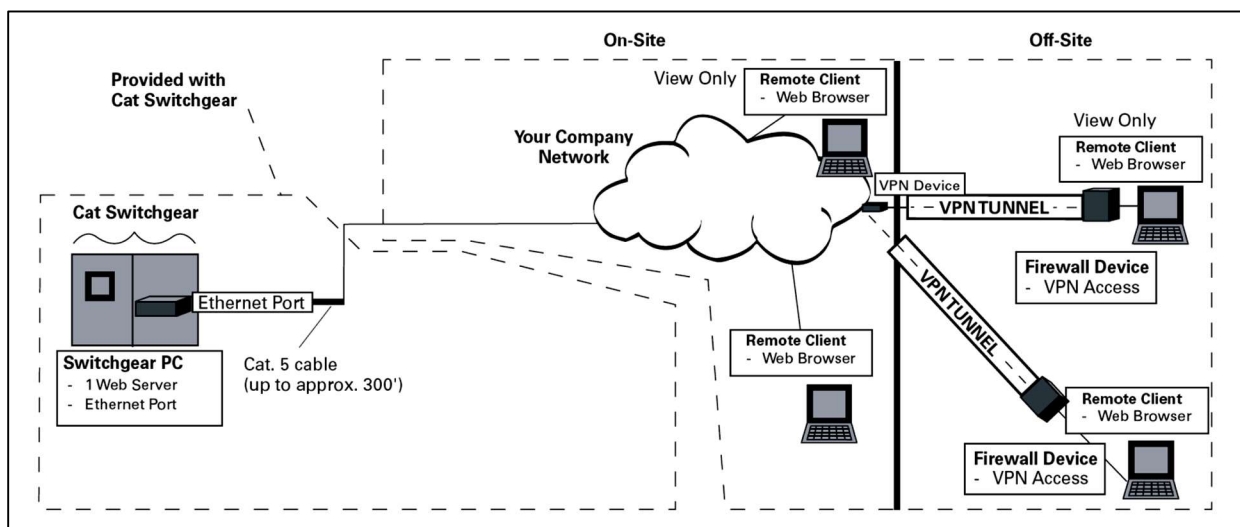 On-Site
Off-Site
Provided with
Cat Switchgear
View Only
Remote Client
- Web Browser
Your Company
Network
View Only
Remote Client
- Web Browser
VPN Device
VPN TUNNEL
Cat Switchgear
Ethernet Port
Firewall Device
- VPN Access
VPN TUNNEL
Switchgear PC
- 1 Web Server
- Ethernet Port
Cat. 5 cable
(up to approx. 300')
Remote Client
- Web Browser
Remote Client
- Web Browser
Firewall Device
- VPN Access